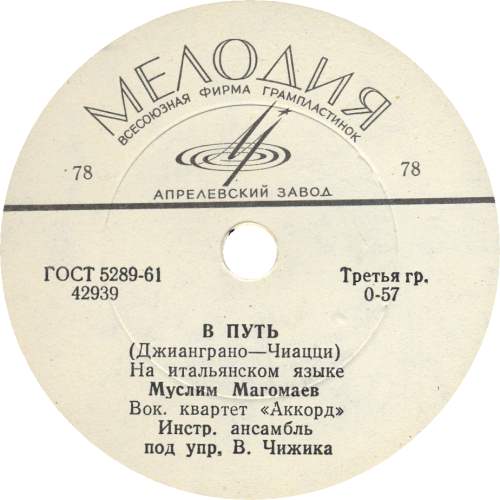 МЕЛОДИЯ
ВСЕСОЮЗНАЯ ФИРМА ГРАМПЛАСТИНОК
78
78
АПРЕЛЕВСКИЙ ЗАВОД
ГОСТ 5289-61
42939
Третья гр.
0-57
В ПУТЬ
(Джианграно—Чиацци)
На итальянском языке
Муслим Магомаев
Вок. квартет «Аккорд»
Инстр. ансамбль
под упр. В. Чижика